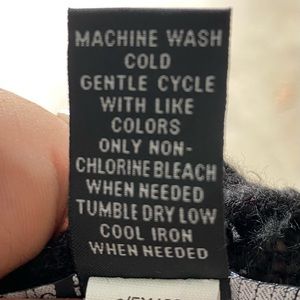 MACHINE WASH
COLD
GENTLE CYCLE
WITH LIKE
COLORS
ONLY NON-
CHLORINE BLEACH
WHEN NEEDED
TUMBLE DRY LOW
COOL IRON
WHEN NEEDED